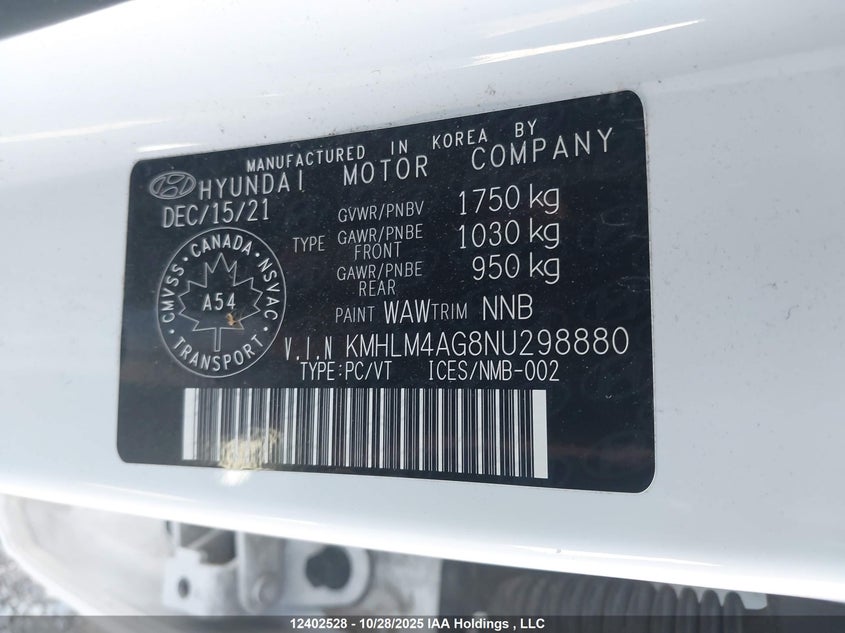 MANUFACTURED IN KOREA BY
HYUNDAI MOTOR COMPANY
DEC/15/21
GVWR/PNBV 1750 kg
TYPE GAWR/PNBE FRONT 1030 kg
GAWR/PNBE REAR 950 kg
CANADA
CMVSS · NSVAC
A54
TRANSPORT
PAINT WAW TRIM NNB
V.I.N KMHLM4AG8NU298880
TYPE:PC/VT ICES/NMB-002
12402528 - 10/28/2025 IAA Holdings , LLC